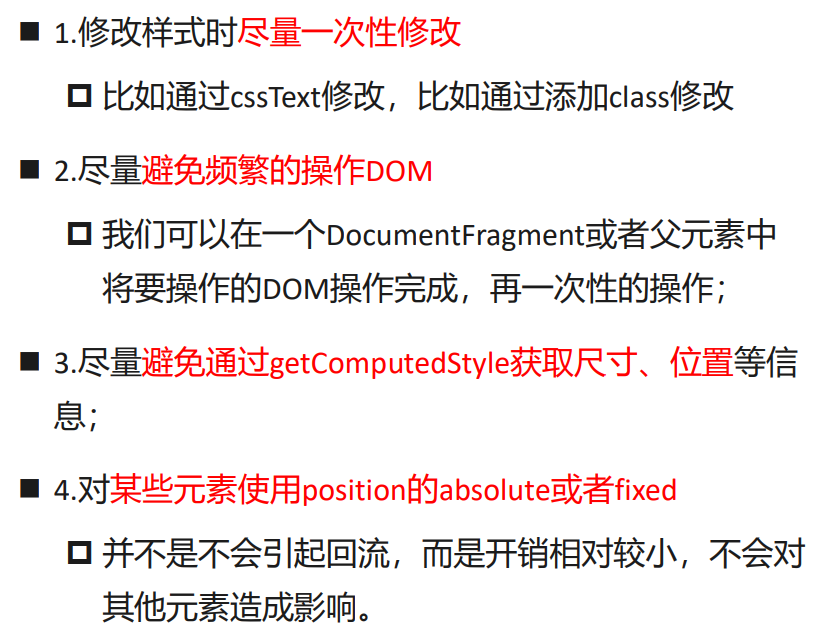 1.修改样式时尽量一次性修改
比如通过cssText修改，比如通过添加class修改
2.尽量避免频繁的操作DOM
我们可以在一个DocumentFragment或者父元素中
将要操作的DOM操作完成，再一次性的操作；
3.尽量避免通过getComputedStyle获取尺寸、位置等信
息；
4.对某些元素使用position的absolute或者fixed
并不是不会引起回流，而是开销相对较小，不会对
其他元素造成影响。